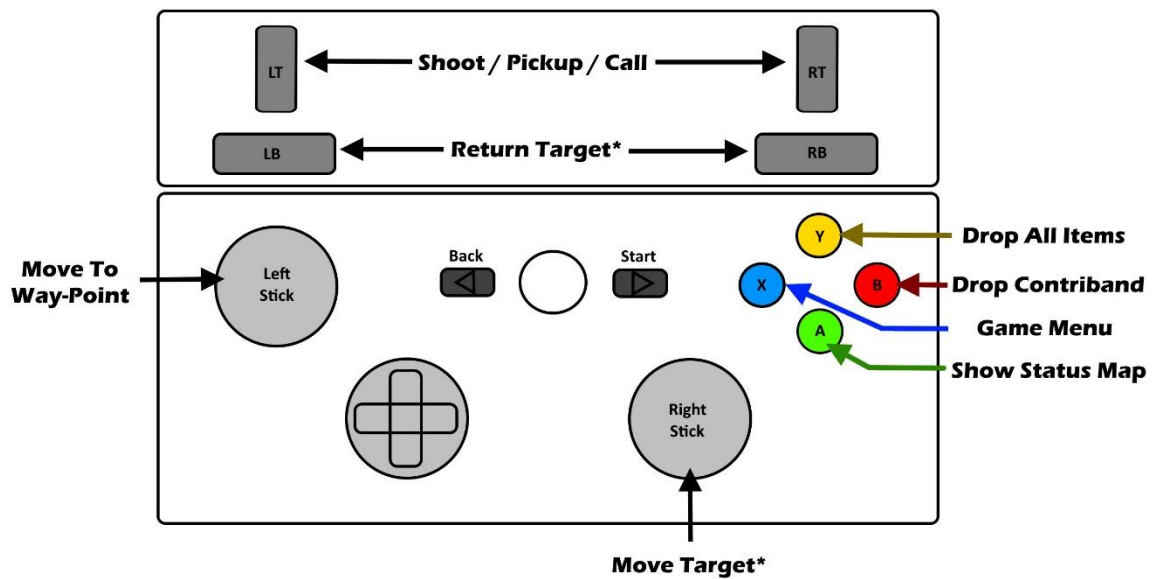 LT
Shoot / Pickup / Call
RT
LB
Return Target*
RB
Move To
Way-Point
Left
Stick
Back
Start
Y
X
B
A
Drop All Items
Drop Contriband
Game Menu
Show Status Map
Right
Stick
Move Target*